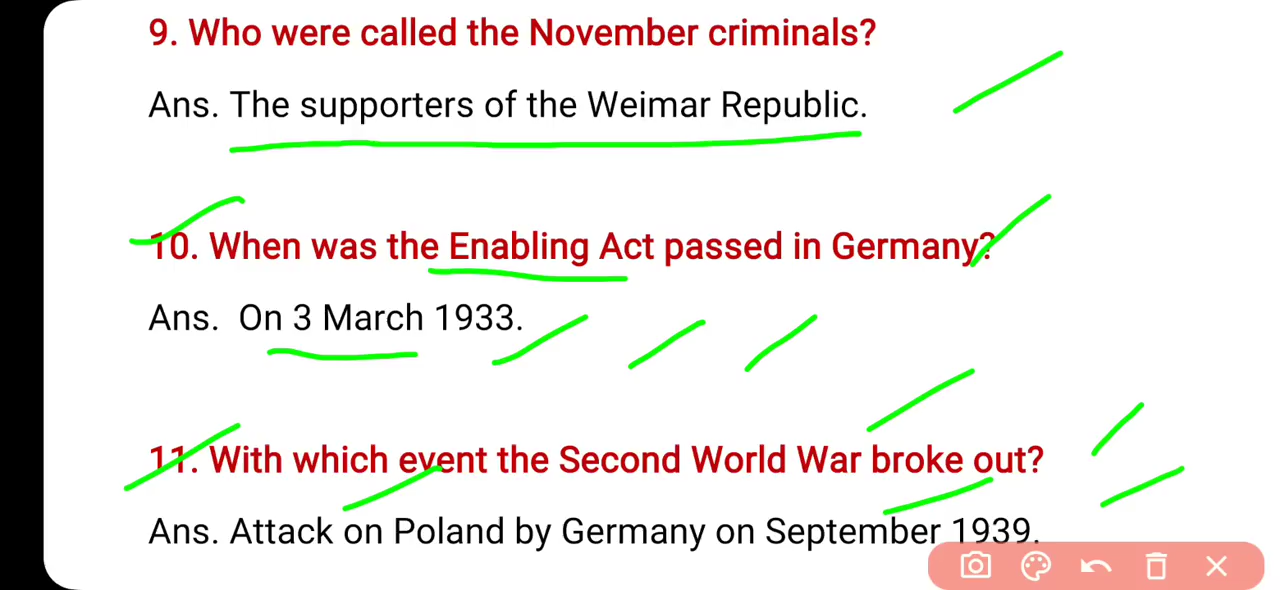 9. Who were called the November criminals?
Ans. The supporters of the Weimar Republic.
10. When was the Enabling Act passed in Germany?
Ans. On 3 March 1933.
11. With which event the Second World War broke out?
Ans. Attack on Poland by Germany on September 1939.